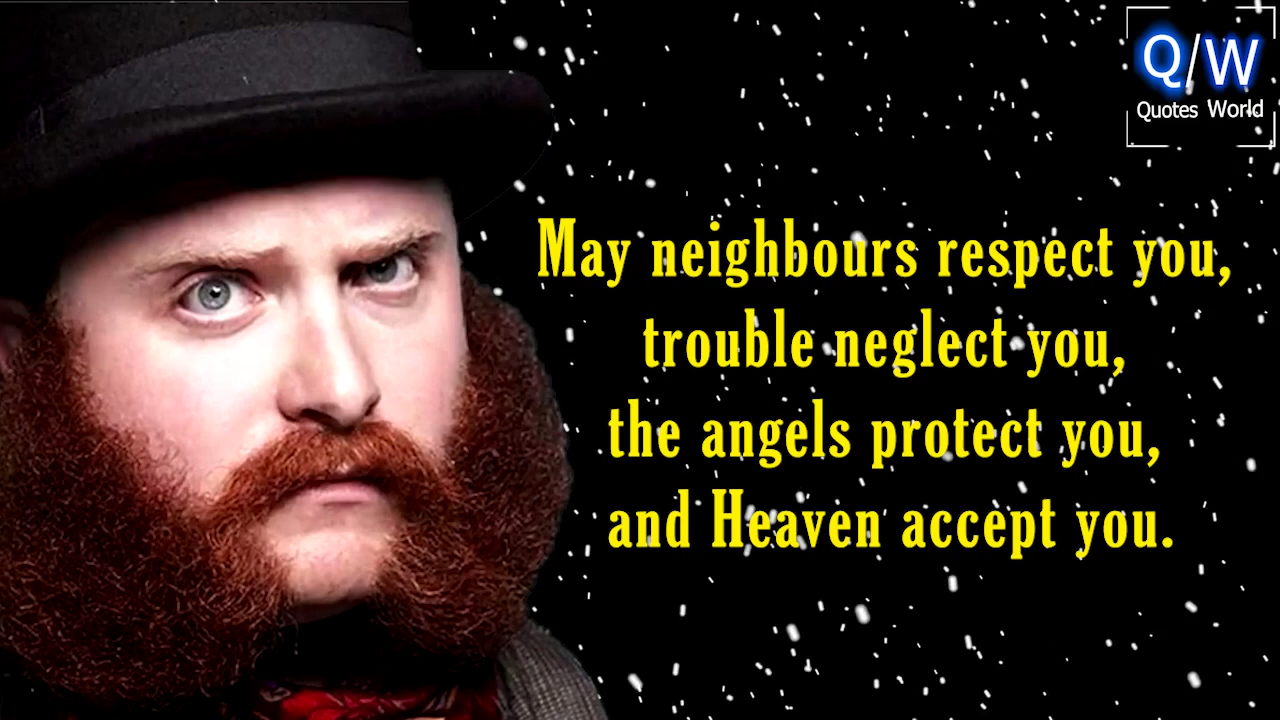 Q/W
Quotes World
May neighbours respect you,
trouble neglect you,
the angels protect you,
and Heaven accept you.